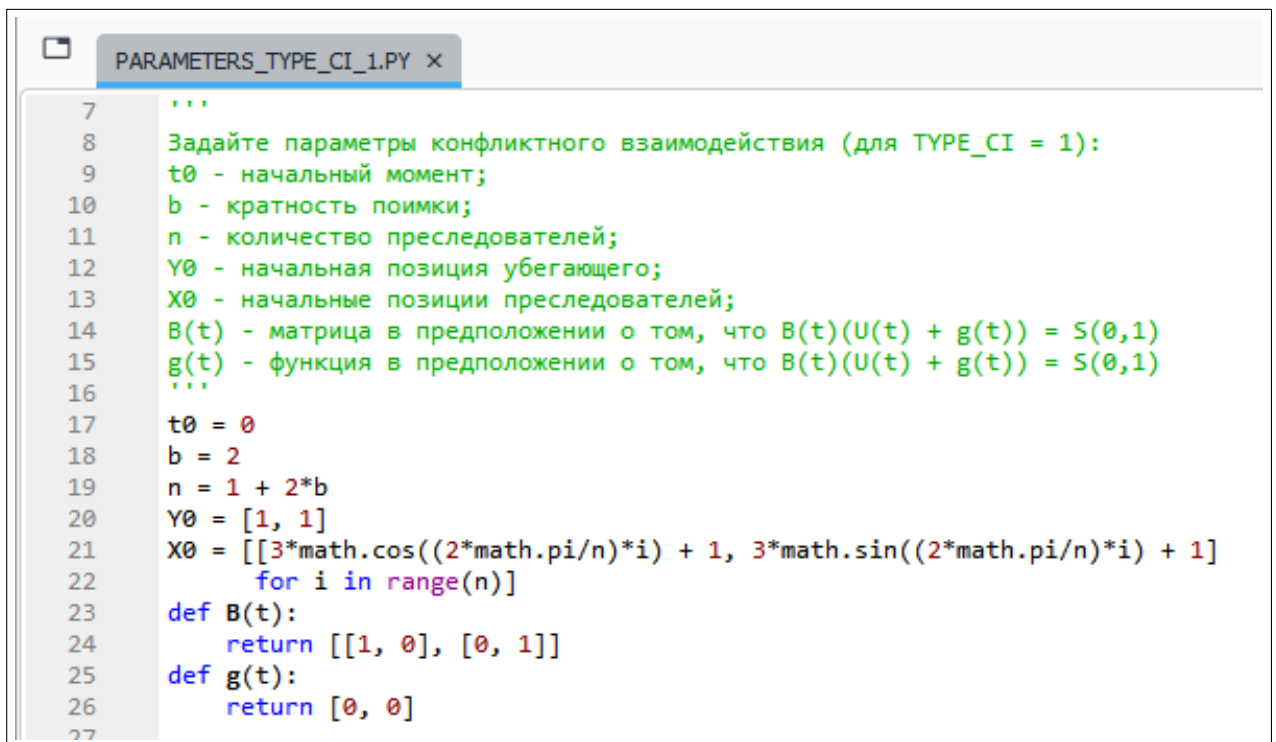 PARAMETERS_TYPE_CI_1.PY ×
7 '''
8 Задайте параметры конфликтного взаимодействия (для TYPE_CI = 1):
9 t0 - начальный момент;
10 b - кратность поимки;
11 n - количество преследователей;
12 Y0 - начальная позиция убегающего;
13 X0 - начальные позиции преследователей;
14 B(t) - матрица в предположении о том, что B(t)(U(t) + g(t)) = S(0,1)
15 g(t) - функция в предположении о том, что B(t)(U(t) + g(t)) = S(0,1)
16 '''
17 t0 = 0
18 b = 2
19 n = 1 + 2*b
20 Y0 = [1, 1]
21 X0 = [[3*math.cos((2*math.pi/n)*i) + 1, 3*math.sin((2*math.pi/n)*i) + 1]
22 for i in range(n)]
23 def B(t):
24 return [[1, 0], [0, 1]]
25 def g(t):
26 return [0, 0]
27